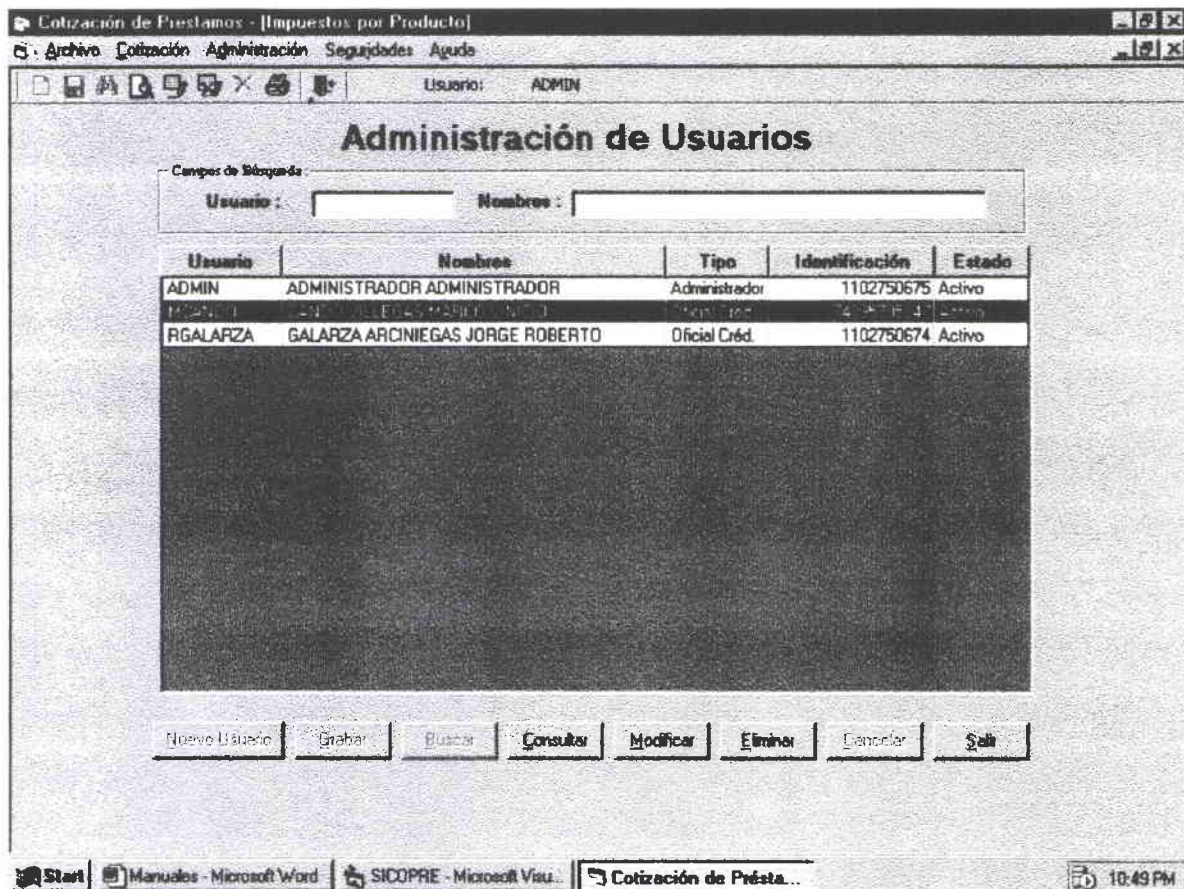 Cotización de Prestamos - [Impuestos por Producto]
Archivo Cotización Administración Seguridades Ayuda
Usuario: ADMIN
Administración de Usuarios
Campos de Búsqueda
Usuario : Nombres :
Usuario Nombres Tipo Identificación Estado
ADMIN ADMINISTRADOR ADMINISTRADOR Administrador 1102750675 Activo
RGALARZA GALARZA ARCINIEGAS JORGE ROBERTO Oficial Créd. 1102750674 Activo
Nuevo Usuario Grabar Buscar Consultar Modificar Eliminar Cancelar Salir
Start Manuales - Microsoft Word SICOPRE - Microsoft Visu... Cotización de Présta... 10:49 PM